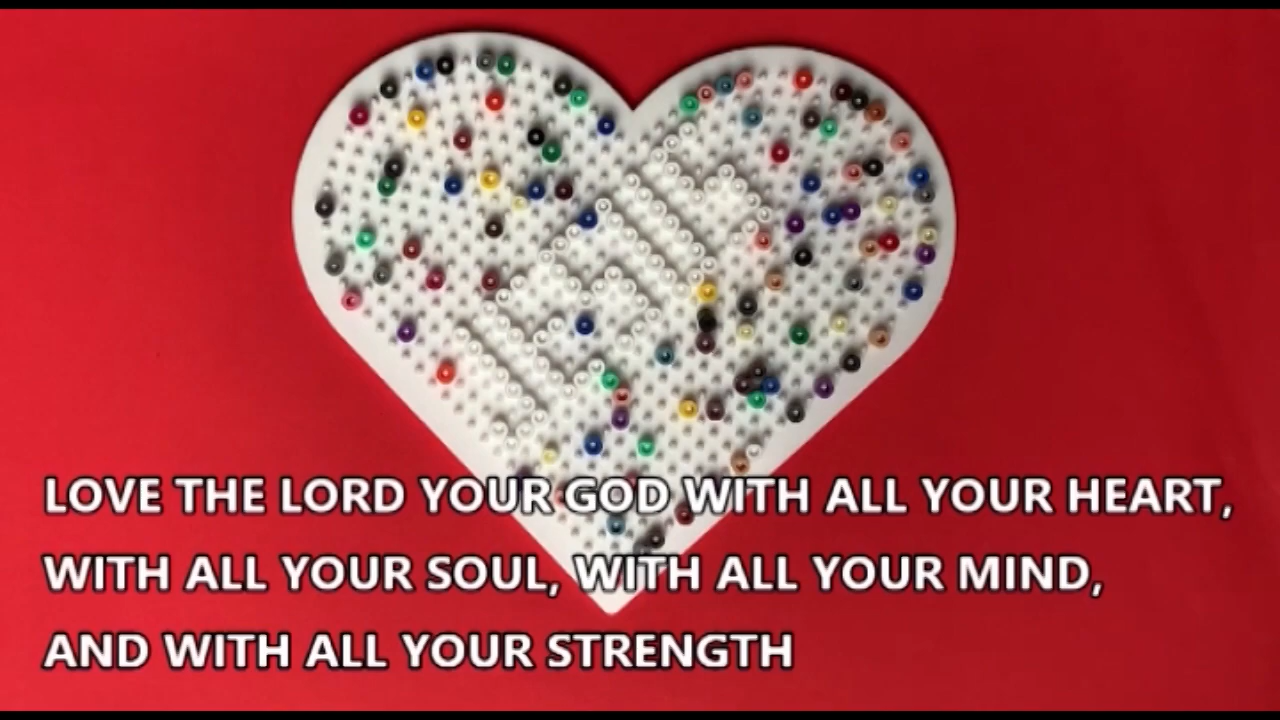 LOVE THE LORD YOUR GOD WITH ALL YOUR HEART,
WITH ALL YOUR SOUL, WITH ALL YOUR MIND,
AND WITH ALL YOUR STRENGTH